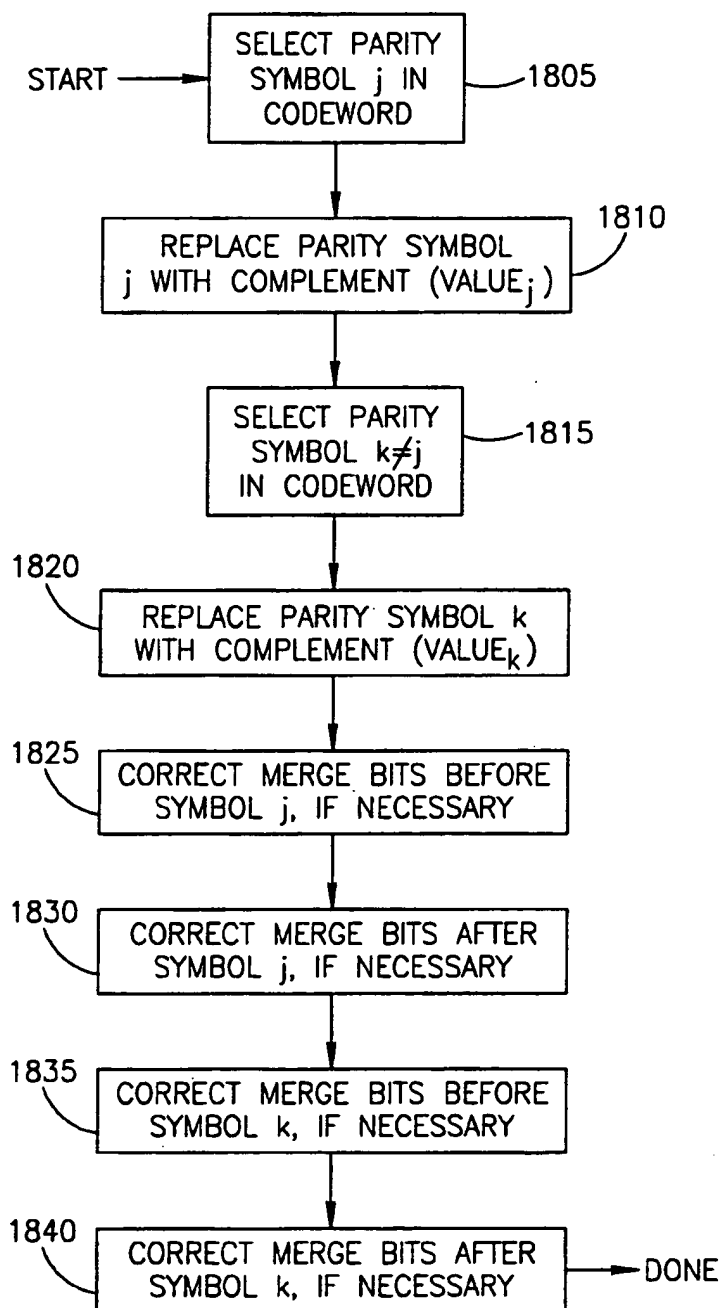 SELECT PARITY
START
SYMBOL j IN
1805
CODEWORD
1810
REPLACE PARITY SYMBOL
j WITH COMPLEMENT (VALUEj)
SELECT PARITY
1815
SYMBOL k≠j
IN CODEWORD
1820
REPLACE PARITY SYMBOL k
WITH COMPLEMENT (VALUEk)
1825
CORRECT MERGE BITS BEFORE
SYMBOL j, IF NECESSARY
1830
CORRECT MERGE BITS AFTER
SYMBOL j, IF NECESSARY
1835
CORRECT MERGE BITS BEFORE
SYMBOL k, IF NECESSARY
1840
CORRECT MERGE BITS AFTER
SYMBOL k, IF NECESSARY
DONE